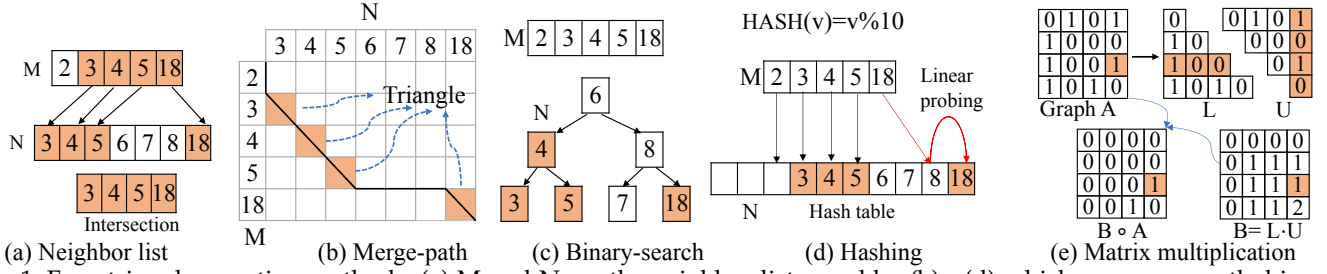 M 2 3 4 5 18
N 3 4 5 6 7 8 18
3 4 5 18
Intersection
(a) Neighbor list
N
3 4 5 6 7 8 18
2
3
4
5
18
M
Triangle
(b) Merge-path
M 2 3 4 5 18
N
6
4 8
3 5 7 18
(c) Binary-search
HASH(v)=v%10
M 2 3 4 5 18
Linear
probing
3 4 5 6 7 8 18
N
Hash table
(d) Hashing
0 1 0 1
1 0 0 0
0 0 0 1
1 0 1 0
Graph A
0
1 0
1 0 0
1 0 1 0
L
0 1 0 1
0 0 0
0 1
0
U
0 0 0 0
0 0 0 0
0 0 0 1
0 0 1 0
B ∘ A
0 0 0 0
0 1 1 1
0 1 1 1
0 1 1 2
B= L·U
(e) Matrix multiplication